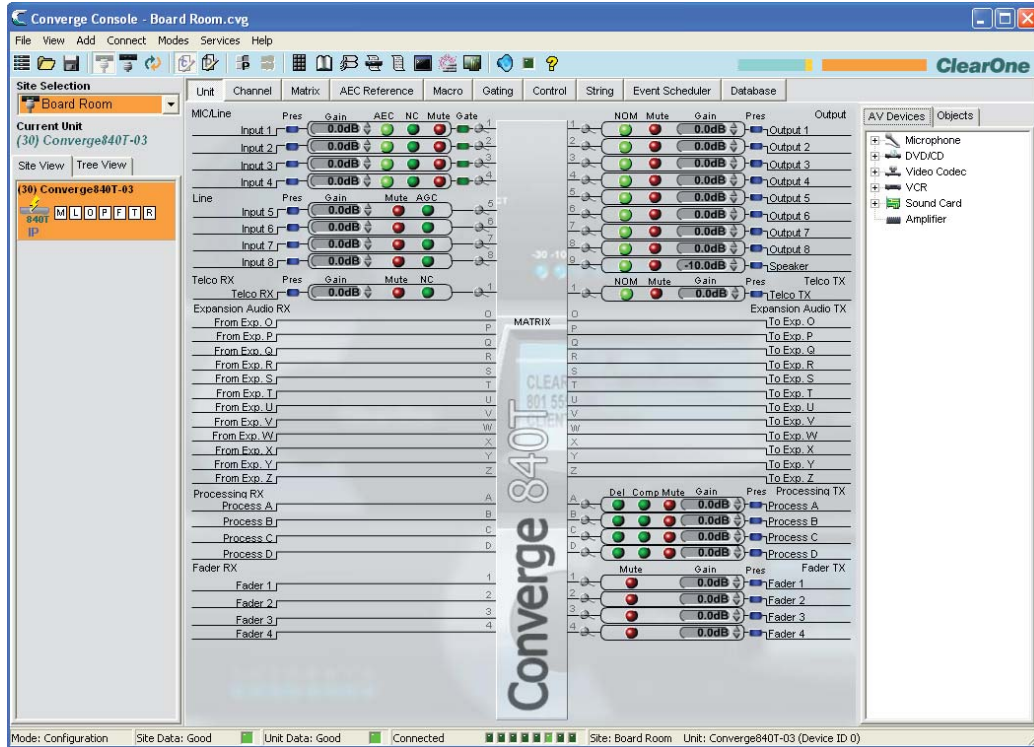 Converge Console - Board Room.cvg
File View Add Connect Modes Services Help
ClearOne
Site Selection
Board Room
Current Unit
(30) Converge840T-03
Site View Tree View
(30) Converge840T-03
840T
M L O P F T R
IP
Unit Channel Matrix AEC Reference Macro Gating Control String Event Scheduler Database
MIC/Line Pres Gain AEC NC Mute Gate
Input 1 0.0dB 1
Input 2 0.0dB 2
Input 3 0.0dB 3
Input 4 0.0dB 4
Line Pres Gain Mute AGC
Input 5 0.0dB 5
Input 6 0.0dB 6
Input 7 0.0dB 7
Input 8 0.0dB 8
Telco RX Pres Gain Mute NC
Telco RX 0.0dB 1
Expansion Audio RX
From Exp. O O
From Exp. P P
From Exp. Q Q
From Exp. R R
From Exp. S S
From Exp. T T
From Exp. U U
From Exp. V V
From Exp. W W
From Exp. X X
From Exp. Y Y
From Exp. Z Z
Processing RX
Process A A
Process B B
Process C C
Process D D
Fader RX
Fader 1 1
Fader 2 2
Fader 3 3
Fader 4 4
MATRIX
Converge 840T
NOM Mute Gain Pres Output
1 0.0dB Output 1
2 0.0dB Output 2
3 0.0dB Output 3
4 0.0dB Output 4
5 0.0dB Output 5
6 0.0dB Output 6
7 0.0dB Output 7
8 0.0dB Output 8
9 -10.0dB Speaker
NOM Mute Gain Pres Telco TX
1 0.0dB Telco TX
Expansion Audio TX
O To Exp. O
P To Exp. P
Q To Exp. Q
R To Exp. R
S To Exp. S
T To Exp. T
U To Exp. U
V To Exp. V
W To Exp. W
X To Exp. X
Y To Exp. Y
Z To Exp. Z
Del Comp Mute Gain Pres Processing TX
A 0.0dB Process A
B 0.0dB Process B
C 0.0dB Process C
D 0.0dB Process D
Mute Gain Pres Fader TX
1 0.0dB Fader 1
2 0.0dB Fader 2
3 0.0dB Fader 3
4 0.0dB Fader 4
AV Devices Objects
Microphone
DVD/CD
Video Codec
VCR
Sound Card
Amplifier
Mode: Configuration Site Data: Good Unit Data: Good Connected Site: Board Room Unit: Converge840T-03 (Device ID 0)